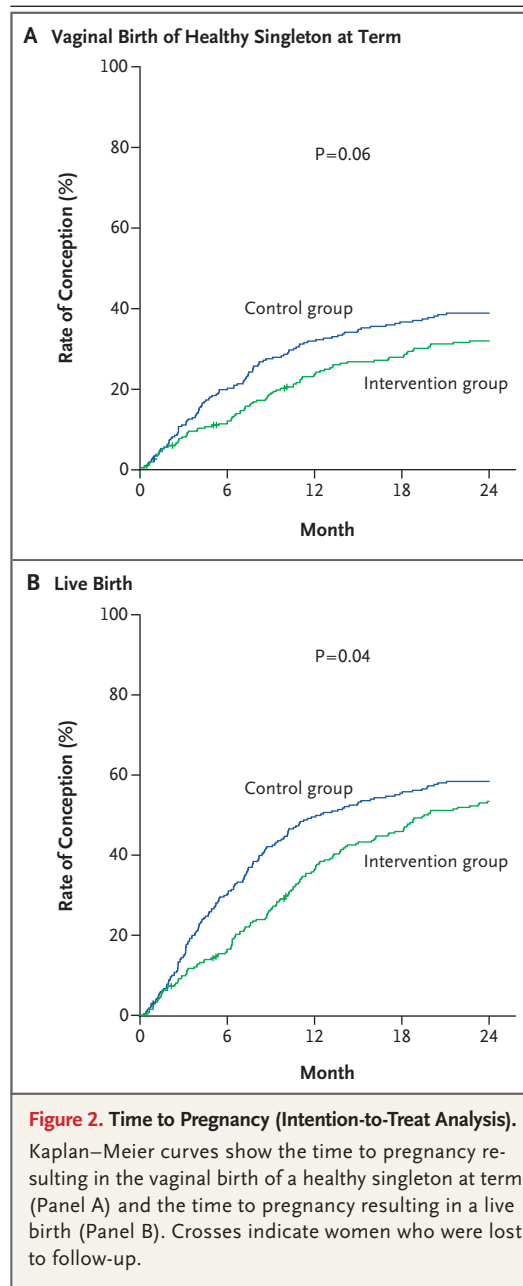 A Vaginal Birth of Healthy Singleton at Term
100
80
60
40
20
0
Rate of Conception (%)
P=0.06
Control group
Intervention group
0 6 12 18 24
Month
B Live Birth
100
80
60
40
20
0
Rate of Conception (%)
P=0.04
Control group
Intervention group
0 6 12 18 24
Month
Figure 2. Time to Pregnancy (Intention-to-Treat Analysis).
Kaplan–Meier curves show the time to pregnancy re-
sulting in the vaginal birth of a healthy singleton at term
(Panel A) and the time to pregnancy resulting in a live
birth (Panel B). Crosses indicate women who were lost
to follow-up.